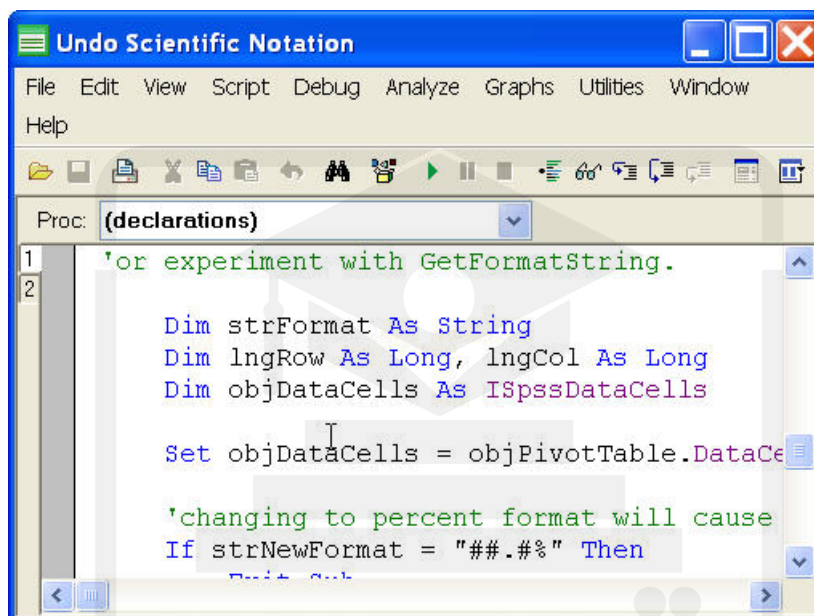 Undo Scientific Notation
File Edit View Script Debug Analyze Graphs Utilities Window
Help
Proc: (declarations)
1
'or experiment with GetFormatString.
2
Dim strFormat As String
Dim lngRow As Long, lngCol As Long
Dim objDataCells As ISpssDataCells
Set objDataCells = objPivotTable.DataCe
'changing to percent format will cause
If strNewFormat = "##.#%" Then
Exit Sub